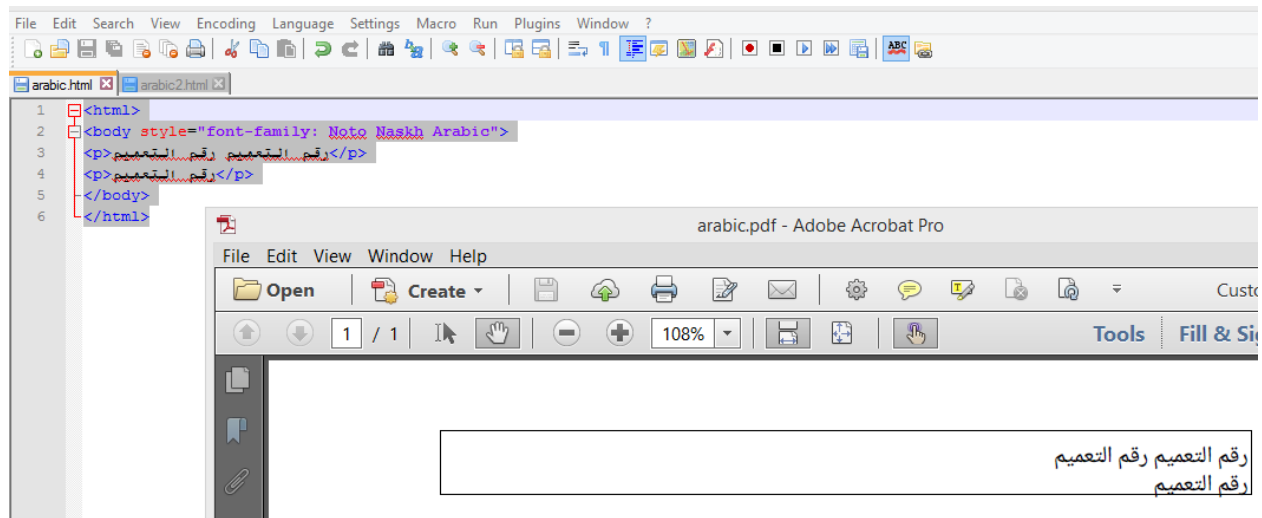 File Edit Search View Encoding Language Settings Macro Run Plugins Window ?
ABC
arabic.html arabic2.html
1 <html>
2 <body style="font-family: Noto Naskh Arabic">
3 <p>رقم التعميم رقم التعميم</p>
4 <p>رقم التعميم</p>
5 </body>
6 </html>
arabic.pdf - Adobe Acrobat Pro
File Edit View Window Help
Open Create
1 / 1 108% Tools Fill &
رقم التعميم رقم التعميم
رقم التعميم